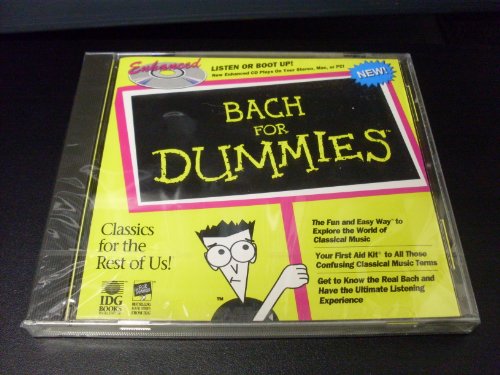 Enhanced
LISTEN OR BOOT UP!
New Enhanced CD Plays On Your Stereo, Mac, or PC!
NEW!
BACH
FOR
DUMMIES™
Classics
for the
Rest of Us!
The Fun and Easy Way™ to
Explore the World of
Classical Music
Your First Aid Kit® to All Those
Confusing Classical Music Terms
Get to Know the Real Bach and
Have the Ultimate Listening
Experience
™
IDG
BOOKS